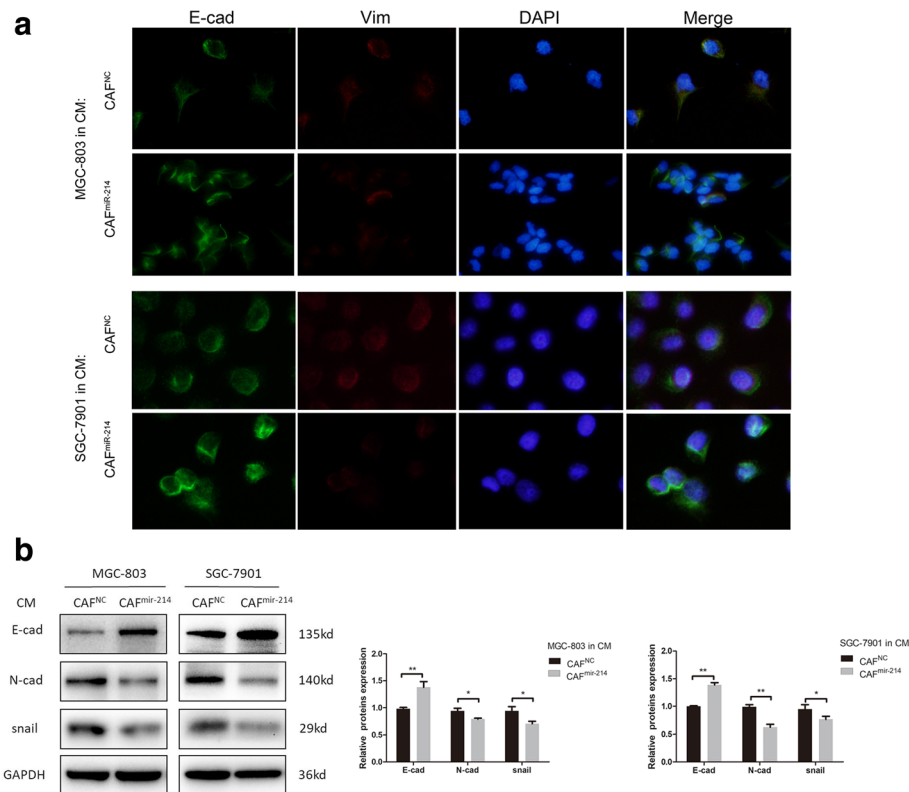 a
E-cad Vim DAPI Merge
MGC-803 in CM:
CAF^NC
CAF^miR-214
SGC-7901 in CM:
CAF^NC
CAF^miR-214
b
MGC-803 SGC-7901
CM CAF^NC CAF^mir-214 CAF^NC CAF^mir-214
E-cad 135kd
N-cad 140kd
snail 29kd
GAPDH 36kd
MGC-803 in CM
CAF^NC
CAF^mir-214
Relative proteins expression
2.0
1.5
1.0
0.5
0.0
** * *
E-cad N-cad snail
SGC-7901 in CM
CAF^NC
CAF^mir-214
Relative proteins expression
2.0
1.5
1.0
0.5
0.0
** ** *
E-cad N-cad snail